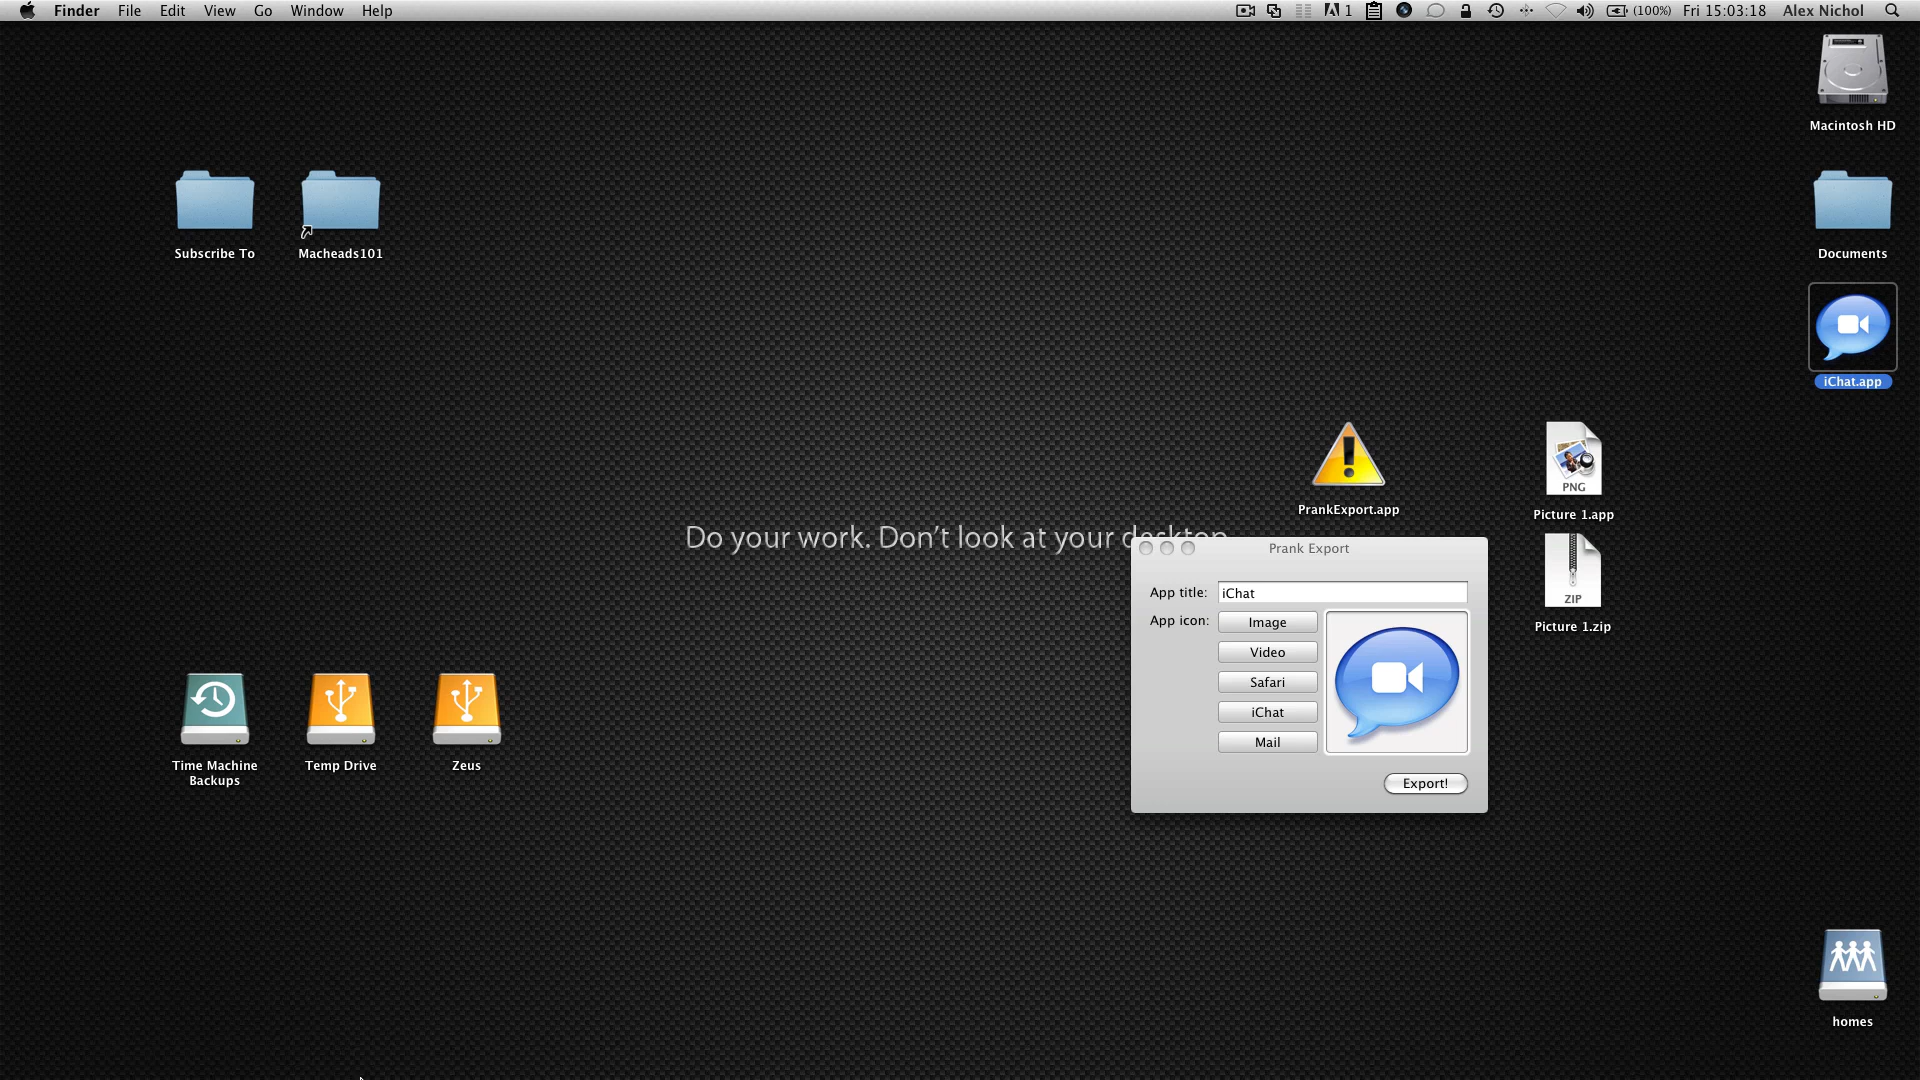 Finder File Edit View Go Window Help
1 (100%) Fri 15:03:18 Alex Nichol
Macintosh HD
Subscribe To
Macheads101
Documents
iChat.app
PrankExport.app
PNG
Picture 1.app
Do your work. Don't look at your desktop.
Prank Export
App title: iChat
App icon: Image
Video
Safari
iChat
Mail
Export!
ZIP
Picture 1.zip
Time Machine
Backups
Temp Drive
Zeus
homes